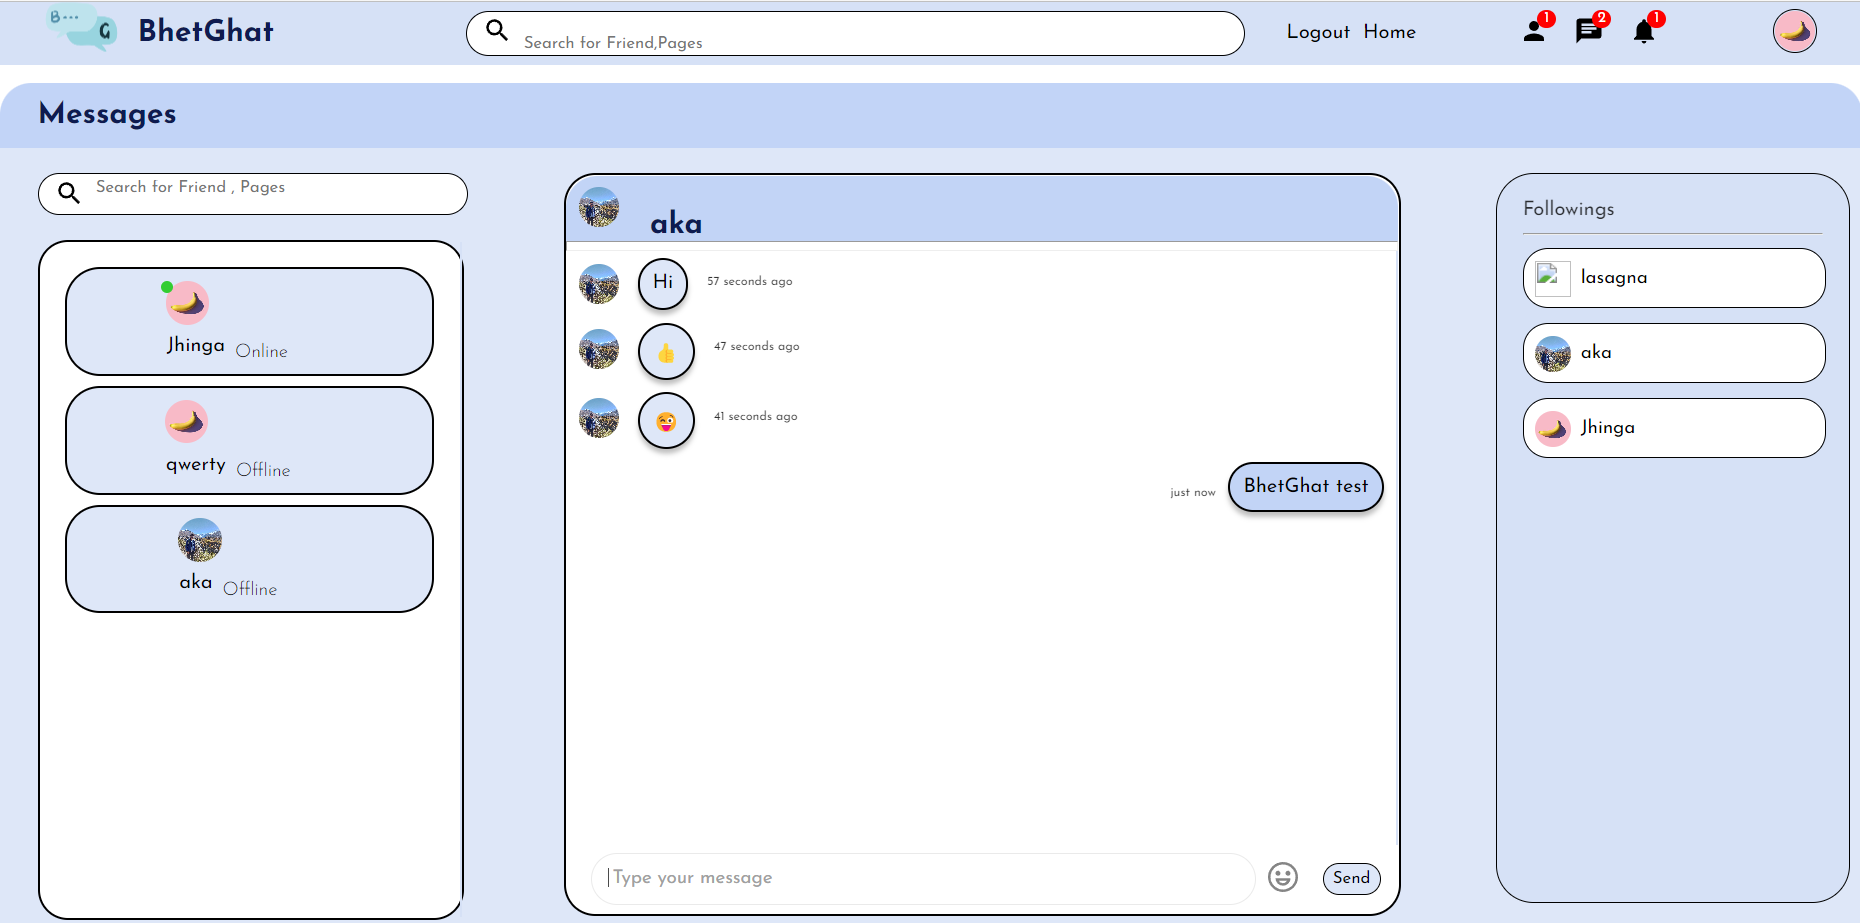 B---
G
BhetGhat
Search for Friend,Pages
Logout Home
1
2
1
Messages
Search for Friend , Pages
Jhinga Online
qwerty Offline
aka Offline
aka
Hi 57 seconds ago
47 seconds ago
41 seconds ago
just now BhetGhat test
Type your message
Send
Followings
lasagna
aka
Jhinga